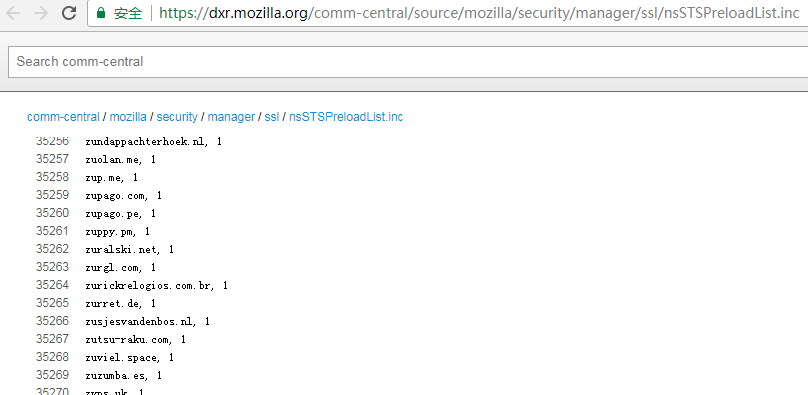 安全 https://dxr.mozilla.org/comm-central/source/mozilla/security/manager/ssl/nsSTSPreloadList.inc
Search comm-central
comm-central / mozilla / security / manager / ssl / nsSTSPreloadList.inc
35256 zundappachterhoek.nl, 1
35257 zuolan.me, 1
35258 zup.me, 1
35259 zupago.com, 1
35260 zupago.pe, 1
35261 zuppy.pm, 1
35262 zuralski.net, 1
35263 zurgl.com, 1
35264 zurickrelogios.com.br, 1
35265 zurret.de, 1
35266 zusjesvandenbos.nl, 1
35267 zutsu-raku.com, 1
35268 zuviel.space, 1
35269 zuzumba.es, 1
35270